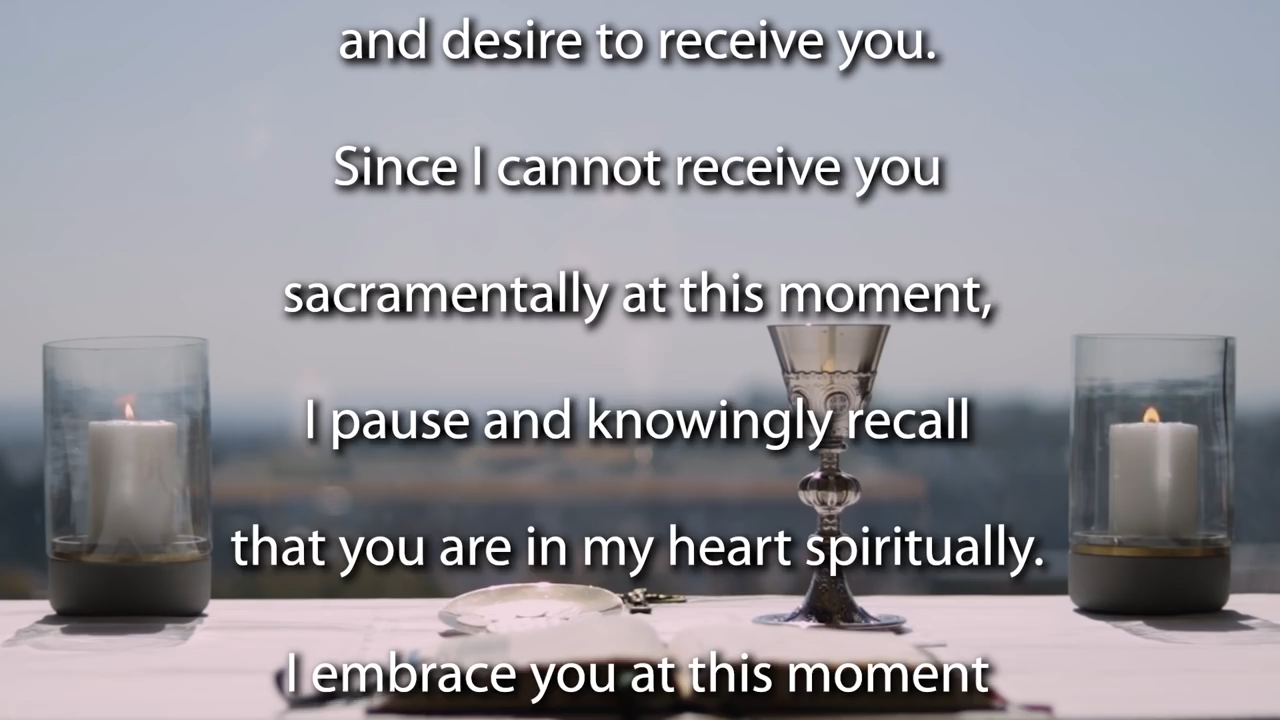 and desire to receive you.
Since I cannot receive you
sacramentally at this moment,
I pause and knowingly recall
that you are in my heart spiritually.
I embrace you at this moment